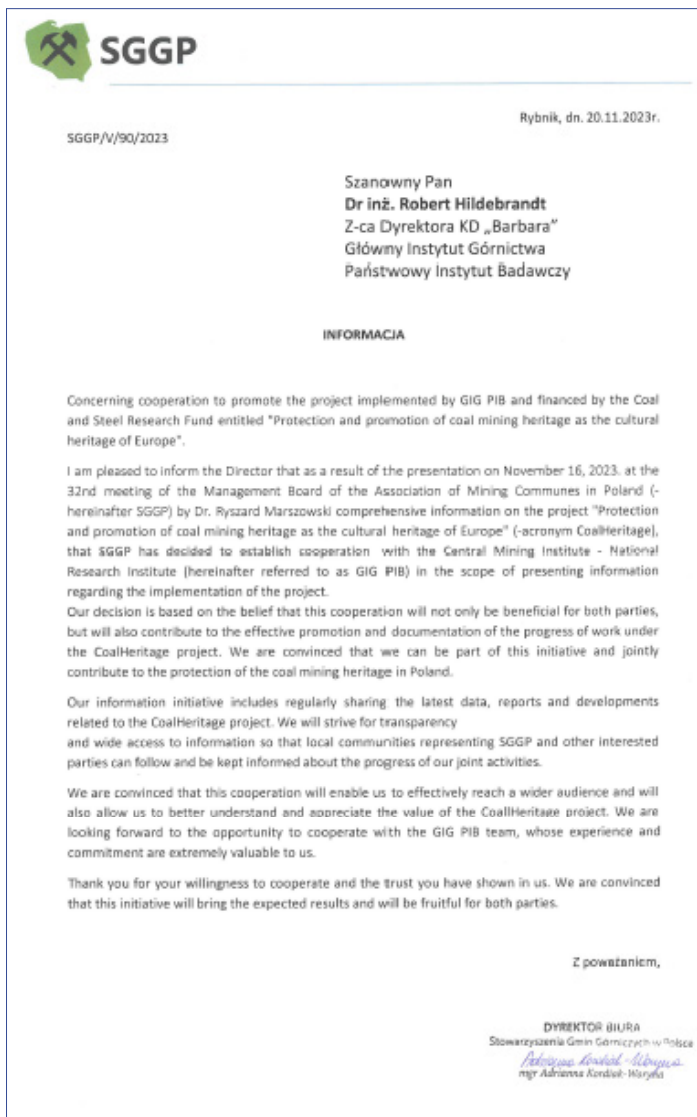 SGGP
Rybnik, dn. 20.11.2023r.
SGGP/V/90/2023
Szanowny Pan
Dr inż. Robert Hildebrandt
Z-ca Dyrektora KD „Barbara”
Główny Instytut Górnictwa
Państwowy Instytut Badawczy
INFORMACJA
Concerning cooperation to promote the project implemented by GIG PIB and financed by the Coal
and Steel Research Fund entitled "Protection and promotion of coal mining heritage as the cultural
heritage of Europe".
I am pleased to inform the Director that as a result of the presentation on November 16, 2023. at the
32nd meeting of the Management Board of the Association of Mining Communes in Poland (-
hereinafter SGGP) by Dr. Ryszard Marszowski comprehensive information on the project "Protection
and promotion of coal mining heritage as the cultural heritage of Europe" (-acronym CoalHeritage),
that SGGP has decided to establish cooperation with the Central Mining Institute - National
Research Institute (hereinafter referred to as GIG PIB) in the scope of presenting information
regarding the implementation of the project.
Our decision is based on the belief that this cooperation will not only be beneficial for both parties,
but will also contribute to the effective promotion and documentation of the progress of work under
the CoalHeritage project. We are convinced that we can be part of this initiative and jointly
contribute to the protection of the coal mining heritage in Poland.
Our information initiative includes regularly sharing the latest data, reports and developments
related to the CoalHeritage project. We will strive for transparency
and wide access to information so that local communities representing SGGP and other interested
parties can follow and be kept informed about the progress of our joint activities.
We are convinced that this cooperation will enable us to effectively reach a wider audience and will
also allow us to better understand and appreciate the value of the CoallHeritage project. We are
looking forward to the opportunity to cooperate with the GIG PIB team, whose experience and
commitment are extremely valuable to us.
Thank you for your willingness to cooperate and the trust you have shown in us. We are convinced
that this initiative will bring the expected results and will be fruitful for both parties.
Z poważaniem,
DYREKTOR BIURA
Stowarzyszenia Gmin Górniczych w Polsce
Adrianna Kordiak-Waryna
mgr Adrianna Kordiak-Waryna